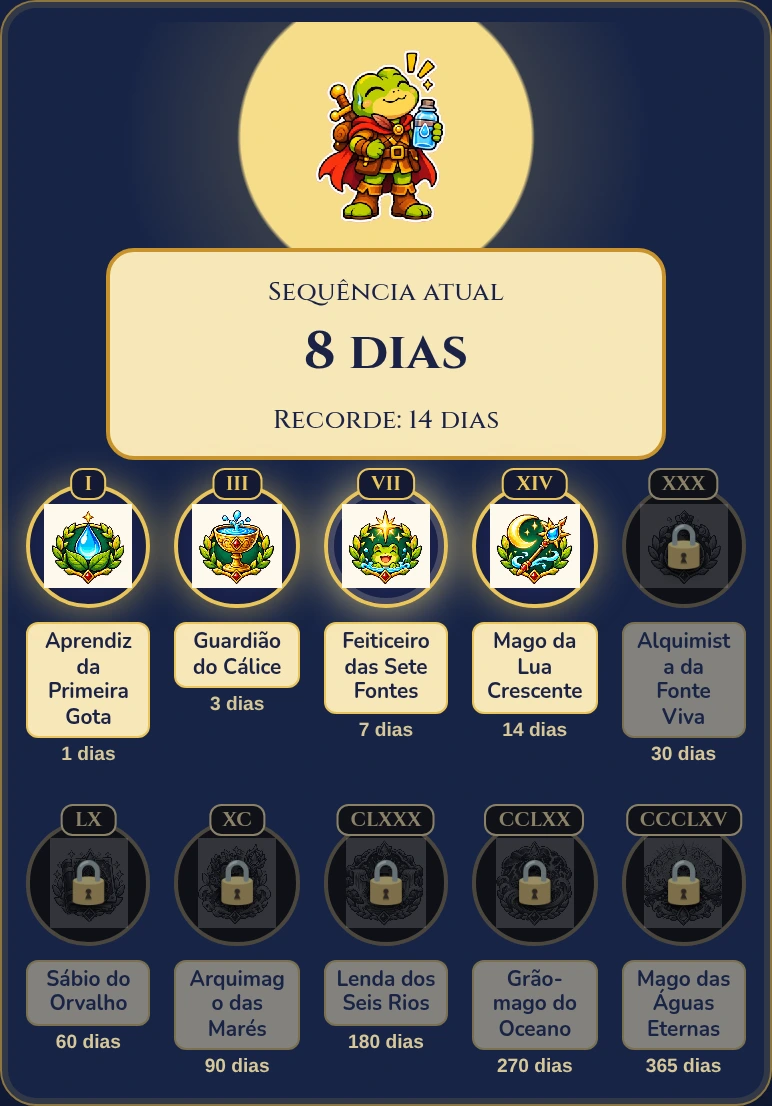 Sequência atual
8 dias
Recorde: 14 dias
I
III
VII
XIV
XXX
Aprendiz
da
Primeira
Gota
1 dias
Guardião
do Cálice
3 dias
Feiticeiro
das Sete
Fontes
7 dias
Mago da
Lua
Crescente
14 dias
Alquimist
a da
Fonte
Viva
30 dias
LX
XC
CLXXX
CCLXX
CCCLXV
Sábio do
Orvalho
60 dias
Arquimag
o das
Marés
90 dias
Lenda dos
Seis Rios
180 dias
Grão-
mago do
Oceano
270 dias
Mago das
Águas
Eternas
365 dias